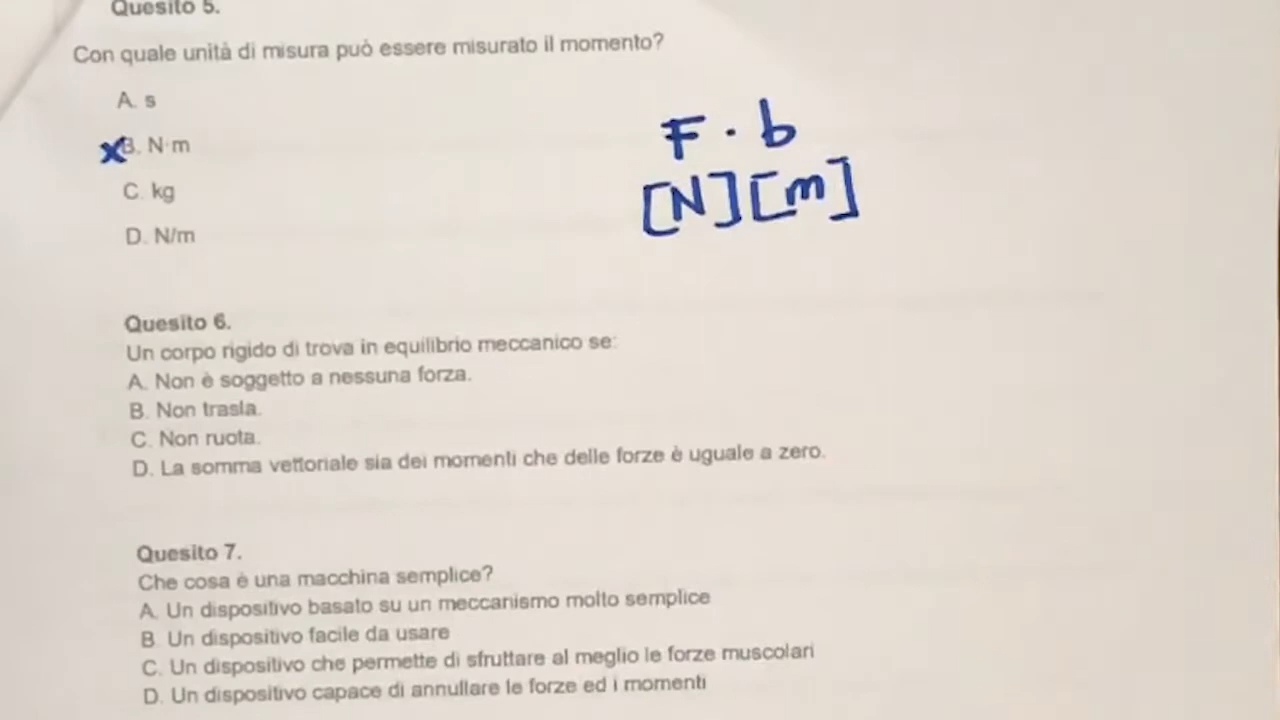 Quesito 5.
Con quale unità di misura può essere misurato il momento?
A. s
F . b
X B. N·m
[N] [m]
C. kg
D. N/m
Quesito 6.
Un corpo rigido di trova in equilibrio meccanico se:
A. Non è soggetto a nessuna forza.
B. Non trasla.
C. Non ruota.
D. La somma vettoriale sia dei momenti che delle forze è uguale a zero.
Quesito 7.
Che cosa è una macchina semplice?
A. Un dispositivo basato su un meccanismo molto semplice
B. Un dispositivo facile da usare
C. Un dispositivo che permette di sfruttare al meglio le forze muscolari
D. Un dispositivo capace di annullare le forze ed i momenti